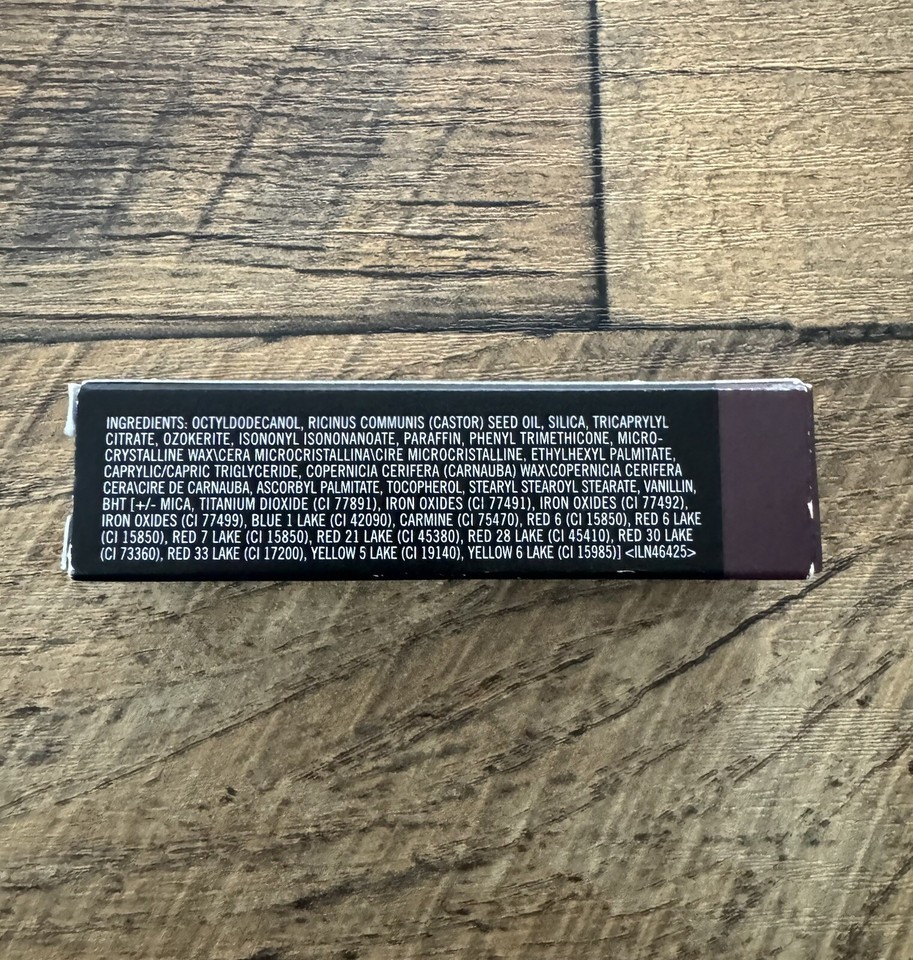 INGREDIENTS: OCTYLDODECANOL, RICINUS COMMUNIS (CASTOR) SEED OIL, SILICA, TRICAPRYLYL
CITRATE, OZOKERITE, ISONONYL ISONONANOATE, PARAFFIN, PHENYL TRIMETHICONE, MICRO-
CRYSTALLINE WAX\CERA MICROCRISTALLINA\CIRE MICROCRISTALLINE, ETHYLHEXYL PALMITATE,
CAPRYLIC/CAPRIC TRIGLYCERIDE, COPERNICIA CERIFERA (CARNAUBA) WAX\COPERNICIA CERIFERA
CERA\CIRE DE CARNAUBA, ASCORBYL PALMITATE, TOCOPHEROL, STEARYL STEAROYL STEARATE, VANILLIN,
BHT [+/- MICA, TITANIUM DIOXIDE (CI 77891), IRON OXIDES (CI 77491), IRON OXIDES (CI 77492),
IRON OXIDES (CI 77499), BLUE 1 LAKE (CI 42090), CARMINE (CI 75470), RED 6 (CI 15850), RED 6 LAKE
(CI 15850), RED 7 LAKE (CI 15850), RED 21 LAKE (CI 45380), RED 28 LAKE (CI 45410), RED 30 LAKE
(CI 73360), RED 33 LAKE (CI 17200), YELLOW 5 LAKE (CI 19140), YELLOW 6 LAKE (CI 15985)] <ILN46425>